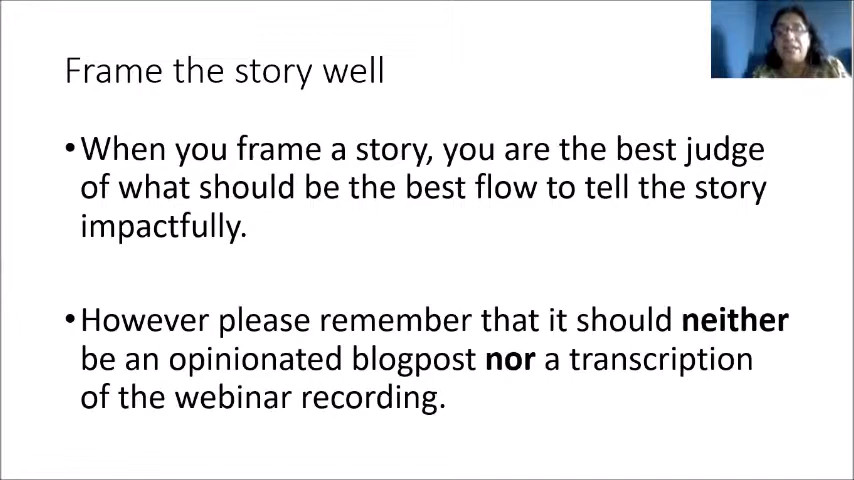 Frame the story well
•When you frame a story, you are the best judge
of what should be the best flow to tell the story
impactfully.
•However please remember that it should neither
be an opinionated blogpost nor a transcription
of the webinar recording.